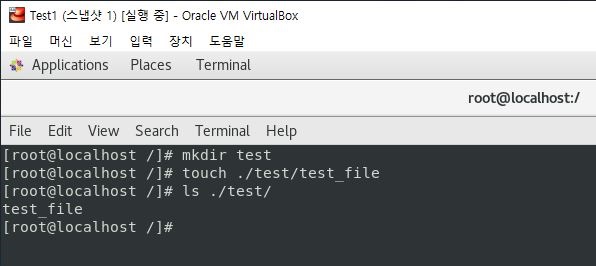 Test1 (스냅샷 1) [실행 중] - Oracle VM VirtualBox
파일 머신 보기 입력 장치 도움말
Applications Places Terminal
root@localhost:/
File Edit View Search Terminal Help
[root@localhost /]# mkdir test
[root@localhost /]# touch ./test/test_file
[root@localhost /]# ls ./test/
test_file
[root@localhost /]#